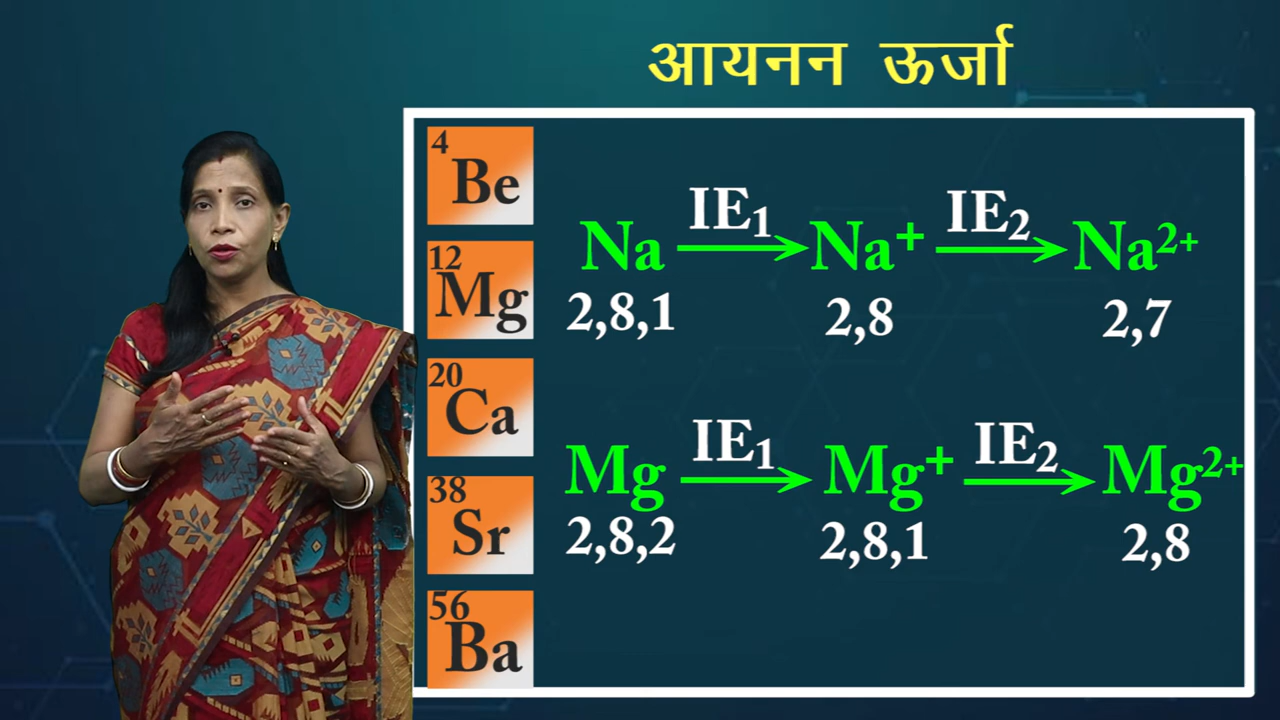 आयनन ऊर्जा
4
Be
12
Mg
20
Ca
38
Sr
56
Ba
Na IE₁ Na⁺ IE₂ Na²⁺
2,8,1 2,8 2,7
Mg IE₁ Mg⁺ IE₂ Mg²⁺
2,8,2 2,8,1 2,8